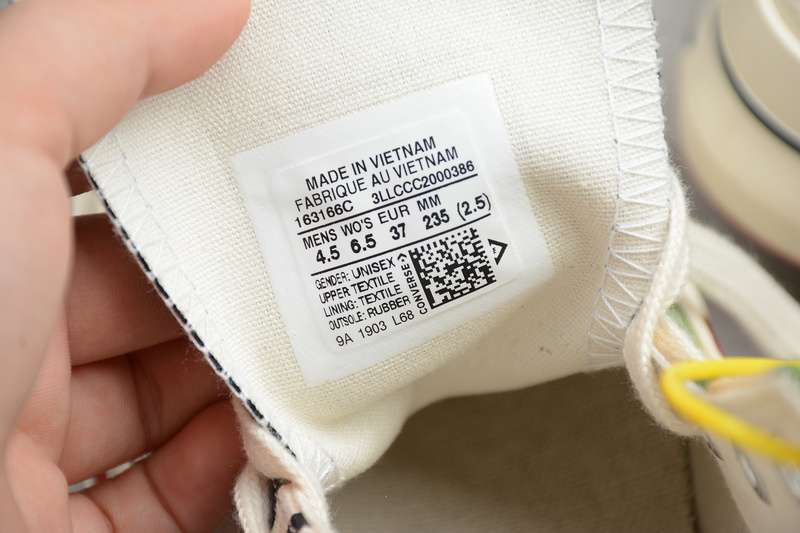 MADE IN VIETNAM
FABRIQUE AU VIETNAM
163166C 3LLCCC2000386
MENS WO'S EUR MM
4.5 6.5 37 235 (2.5)
GENDER: UNISEX
UPPER TEXTILE
LINING: TEXTILE
OUTSOLE: RUBBER
CONVERSE
9A 1903 L68